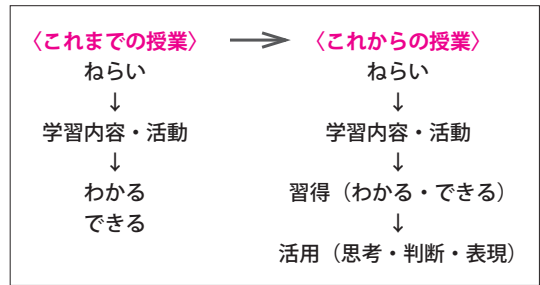 〈これまでの授業〉 → 〈これからの授業〉
ねらい
↓
学習内容・活動
↓
わかる
できる
ねらい
↓
学習内容・活動
↓
習得（わかる・できる）
↓
活用（思考・判断・表現）